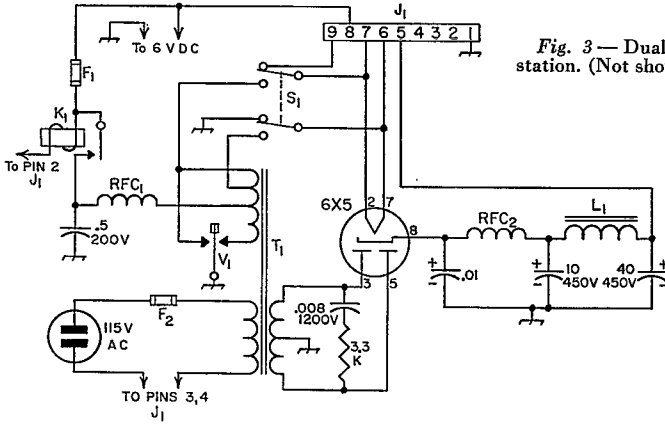 J1
9 8 7 6 5 4 3 2 1
Fig. 3 — Dual
station. (Not sho
To 6 V D C
F1
K1
To PIN 2
J1
S1
RFC1
.5
200V
V1
T1
6X5
2 7
8
3 5
RFC2
L1
.01
10
450V
40
450V
.008
1200V
3.3
K
F2
115V
A C
TO PINS 3,4
J1